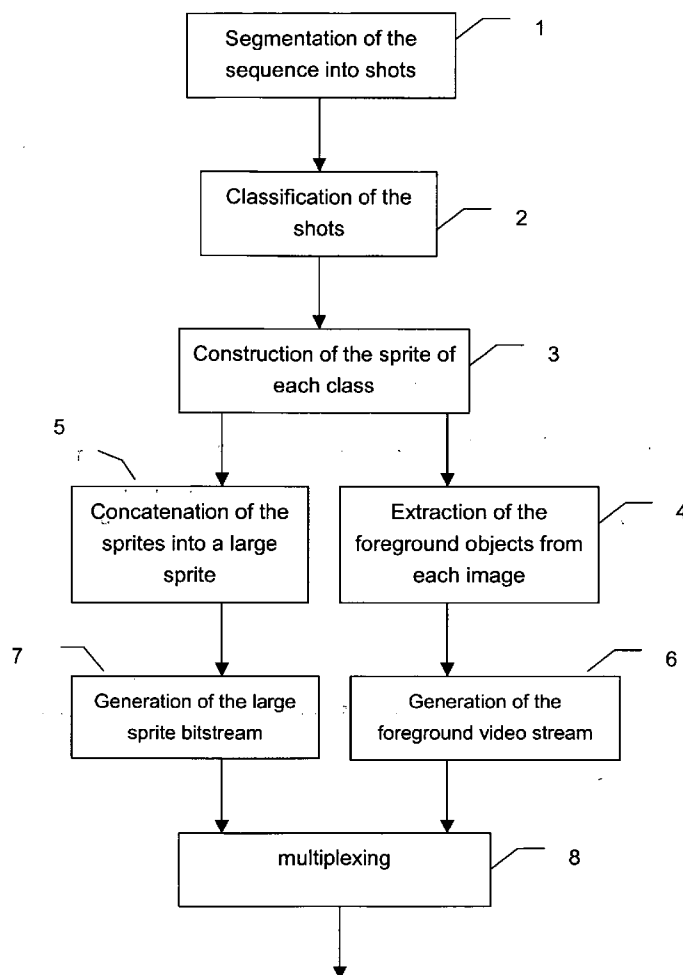 Segmentation of the
sequence into shots
1
Classification of the
shots
2
Construction of the sprite of
each class
3
5
Concatenation of the
sprites into a large
sprite
Extraction of the
foreground objects from
each image
4
7
Generation of the large
sprite bitstream
6
Generation of the
foreground video stream
multiplexing
8